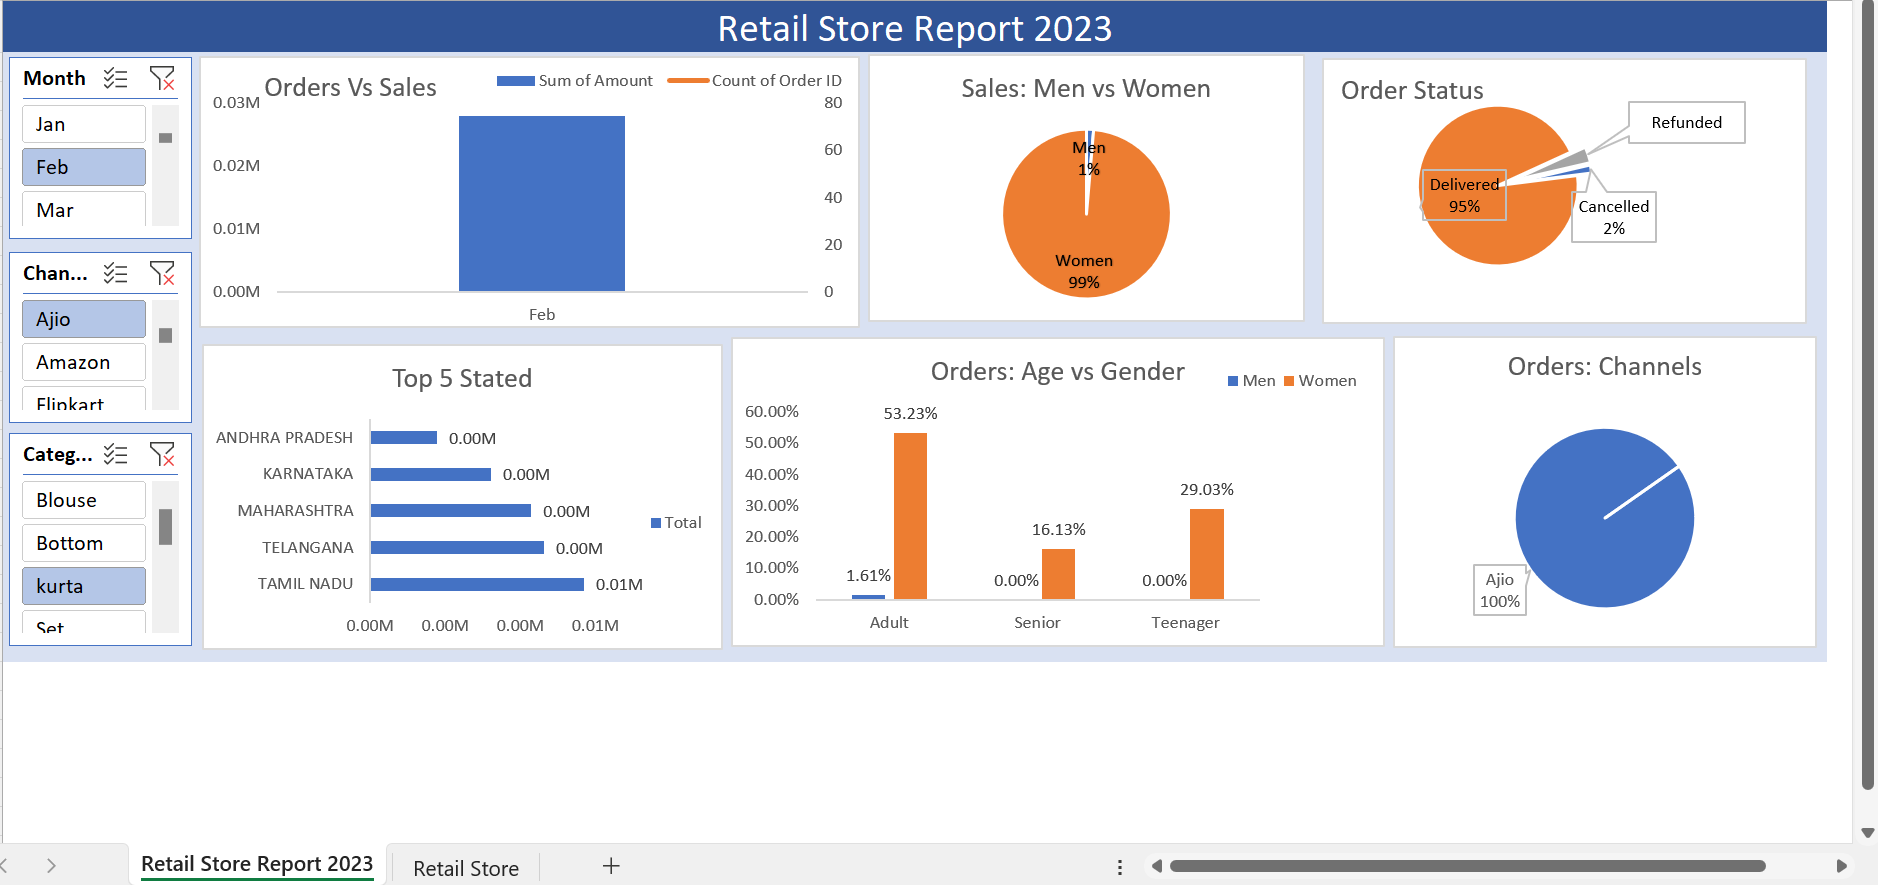 Retail Store Report 2023
Month
Jan
Feb
Mar
Chan...
Ajio
Amazon
Flipkart
Categ...
Blouse
Bottom
kurta
Set
Orders Vs Sales
Sum of Amount
Count of Order ID
0.03M
0.02M
0.01M
0.00M
80
60
40
20
0
Feb
Sales: Men vs Women
Men
1%
Women
99%
Order Status
Refunded
Delivered
95%
Cancelled
2%
Top 5 Stated
ANDHRA PRADESH
0.00M
KARNATAKA
0.00M
MAHARASHTRA
0.00M
TELANGANA
0.00M
TAMIL NADU
0.01M
Total
0.00M 0.00M 0.00M 0.01M
Orders: Age vs Gender
Men Women
60.00%
50.00%
40.00%
30.00%
20.00%
10.00%
0.00%
1.61%
53.23%
0.00%
16.13%
0.00%
29.03%
Adult Senior Teenager
Orders: Channels
Ajio
100%
Retail Store Report 2023
Retail Store